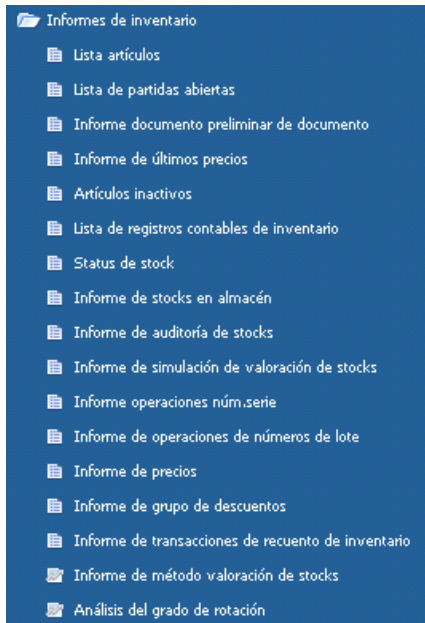 Informes de inventario
Lista artículos
Lista de partidas abiertas
Informe documento preliminar de documento
Informe de últimos precios
Artículos inactivos
Lista de registros contables de inventario
Status de stock
Informe de stocks en almacén
Informe de auditoría de stocks
Informe de simulación de valoración de stocks
Informe operaciones núm.serie
Informe de operaciones de números de lote
Informe de precios
Informe de grupo de descuentos
Informe de transacciones de recuento de inventario
Informe de método valoración de stocks
Análisis del grado de rotación